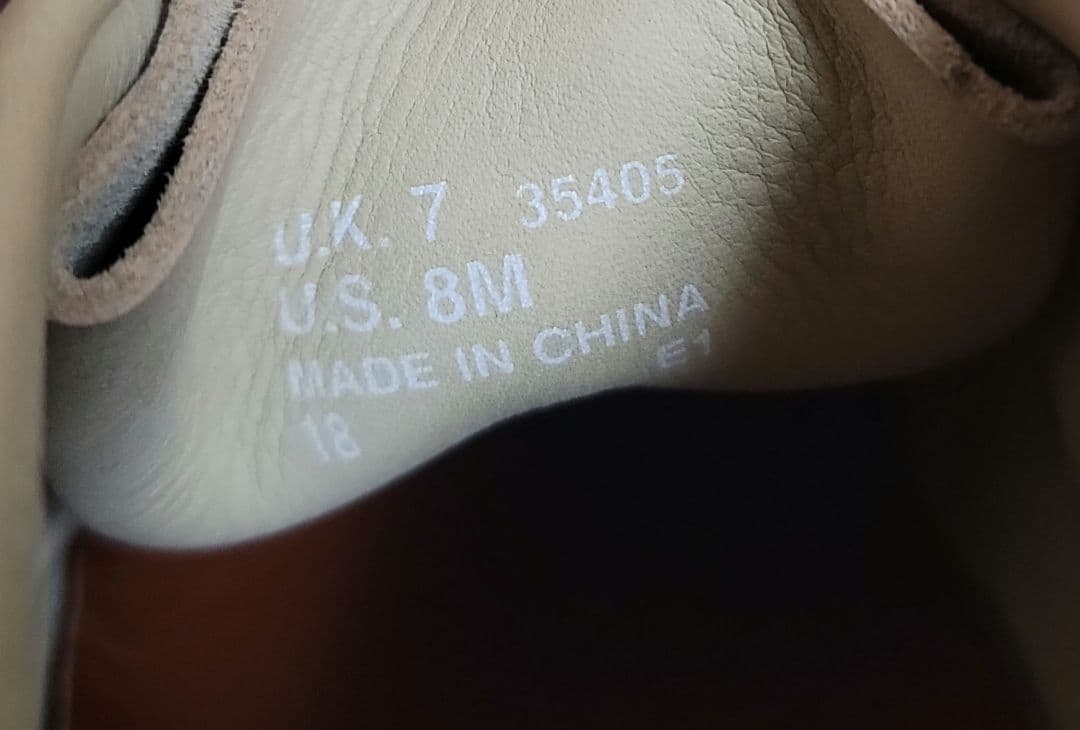 U.K. 7 35405
U.S. 8M
MADE IN CHINA
E1
18